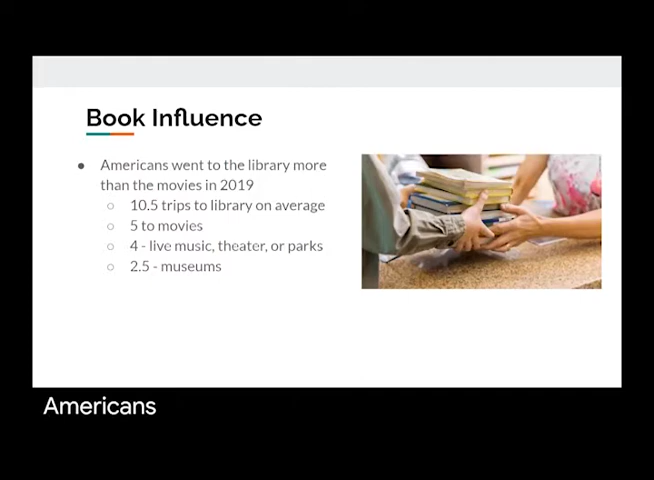 Book Influence
● Americans went to the library more
than the movies in 2019
○ 10.5 trips to library on average
○ 5 to movies
○ 4 - live music, theater, or parks
○ 2.5 - museums
Americans